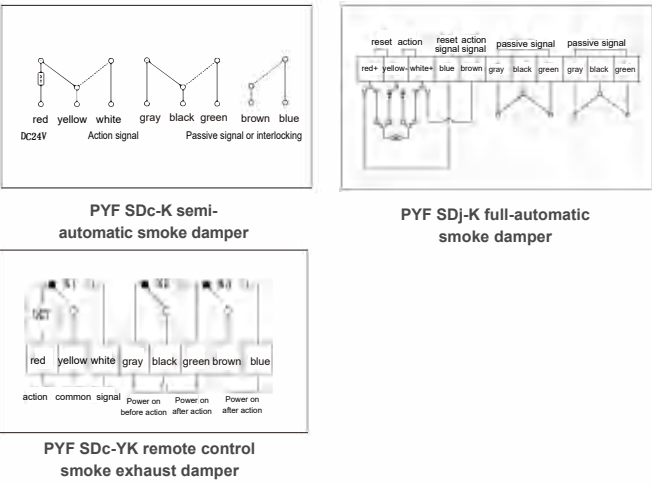 red yellow white gray black green brown blue
DC24V Action signal Passive signal or interlocking
PYF SDc-K semi-
automatic smoke damper
reset action reset action passive signal passive signal
signal signal
red+ yellow- white+ blue brown gray black green gray black green
PYF SDj-K full-automatic
smoke damper
red yellow white gray black green brown blue
action common signal Power on Power on Power on
before action after action after action
PYF SDc-YK remote control
smoke exhaust damper